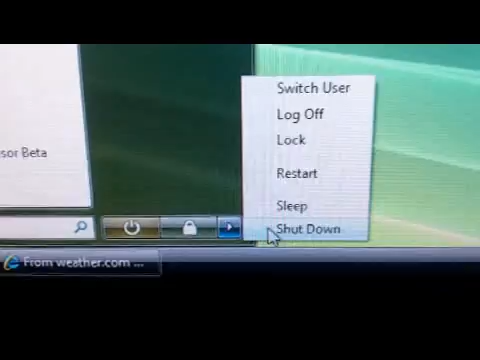 Switch User
Log Off
Lock
sor Beta
Restart
Sleep
Shut Down
From weather.com ...